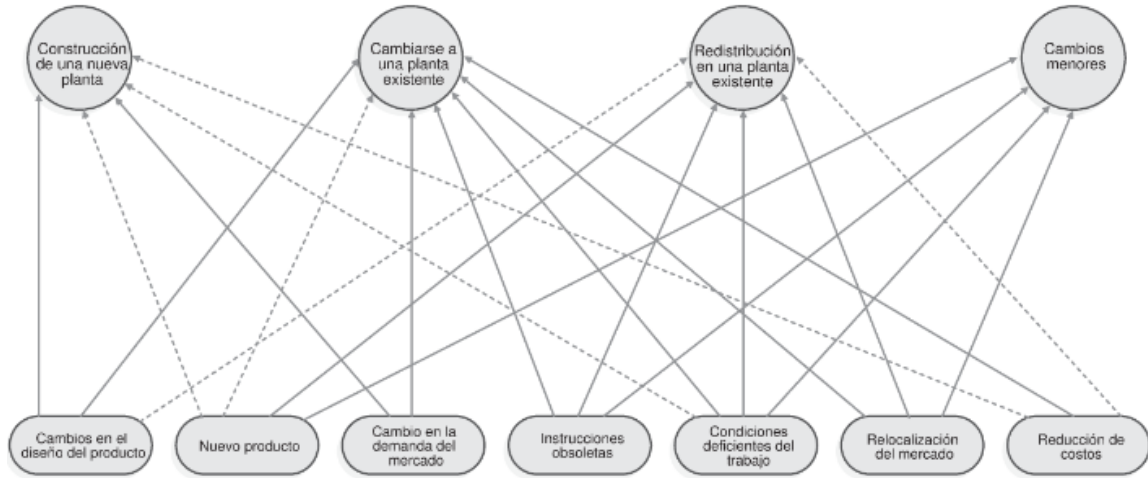 Construcción
de una nueva
planta
Cambiarse a
una planta
existente
Redistribución
en una planta
existente
Cambios
menores
Cambios en el
diseño del producto
Nuevo producto
Cambio en la
demanda del
mercado
Instrucciones
obsoletas
Condiciones
deficientes del
trabajo
Relocalización
del mercado
Reducción de
costos